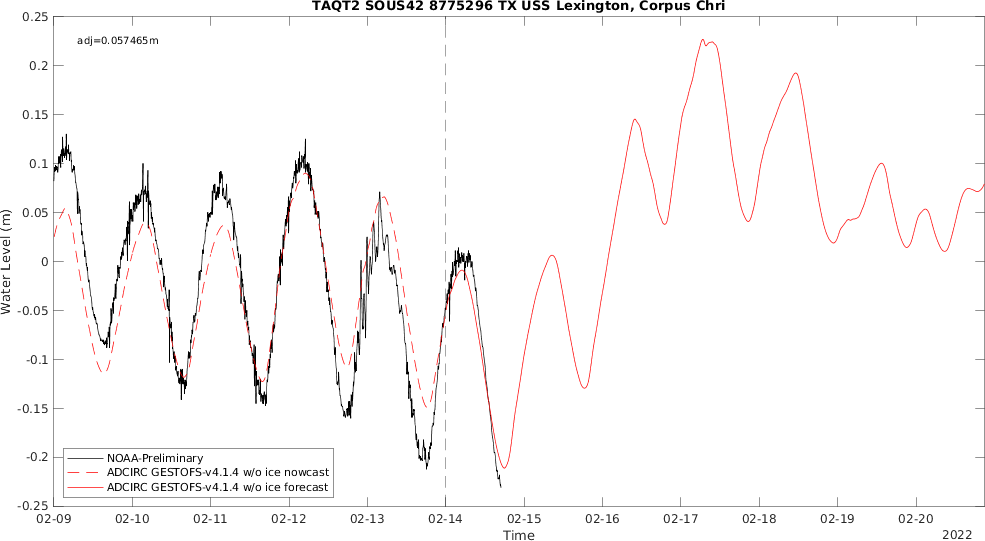 TAQT2 SOUS42 8775296 TX USS Lexington, Corpus Chri
adj=0.057465m
0.25
0.2
0.15
0.1
0.05
0
-0.05
-0.1
-0.15
-0.2
-0.25
Water Level (m)
NOAA-Preliminary
ADCIRC GESTOFS-v4.1.4 w/o ice nowcast
ADCIRC GESTOFS-v4.1.4 w/o ice forecast
02-09 02-10 02-11 02-12 02-13 02-14 02-15 02-16 02-17 02-18 02-19 02-20
Time
2022